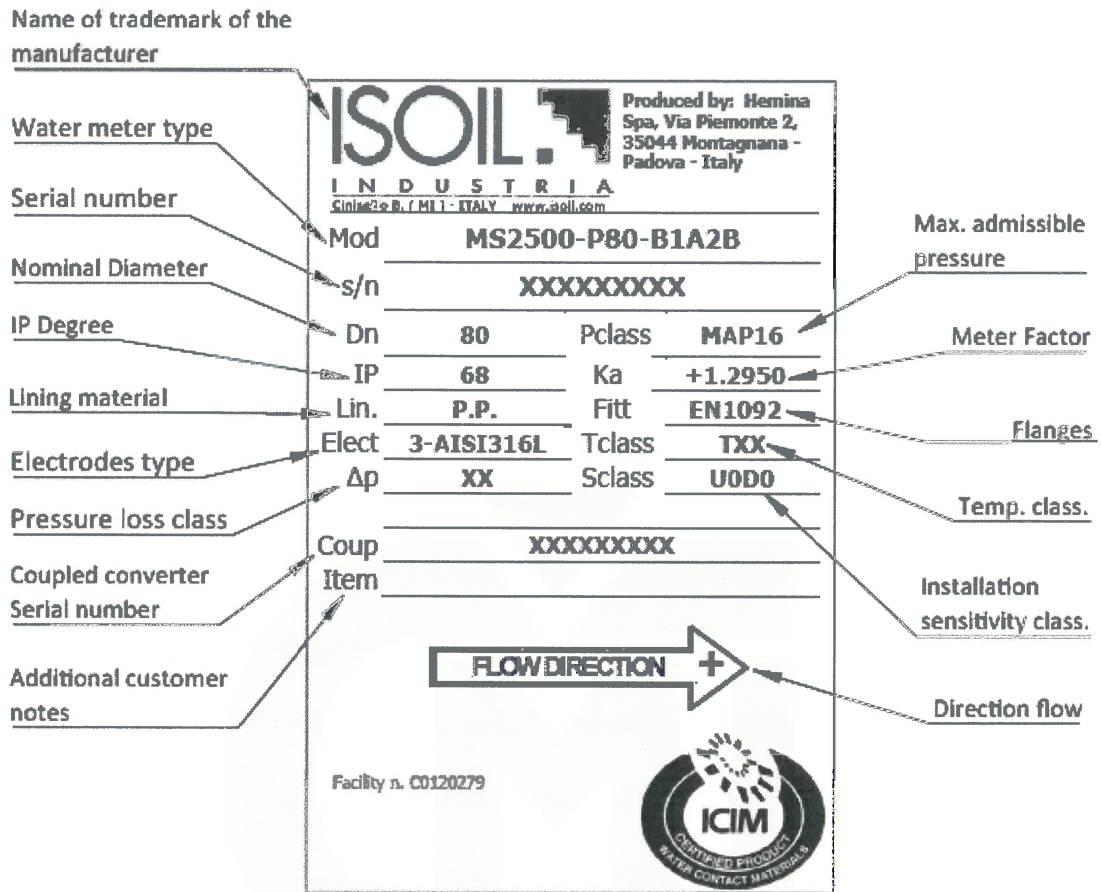 Name of trademark of the
manufacturer
Water meter type
Serial number
Nominal Diameter
IP Degree
Lining material
Electrodes type
Pressure loss class
Coupled converter
Serial number
Additional customer
notes
ISOIL
INDUSTRIA
Cinisello B. ( MI ) - ITALY www.isoil.com
Produced by: Hemina
Spa, Via Piemonte 2,
35044 Montagnana -
Padova - Italy
Mod MS2500-P80-B1A2B
s/n XXXXXXXXX
Dn 80 Pclass MAP16
IP 68 Ka +1.2950
Lin. P.P. Fitt EN1092
Elect 3-AISI316L Tclass TXX
Δp XX Sclass U0D0
Coup XXXXXXXXX
Item
FLOW DIRECTION +
Facility n. C0120279
ICIM
CERTIFIED PRODUCT
WATER CONTACT MATERIALS
Max. admissible
pressure
Meter Factor
Flanges
Temp. class.
Installation
sensitivity class.
Direction flow